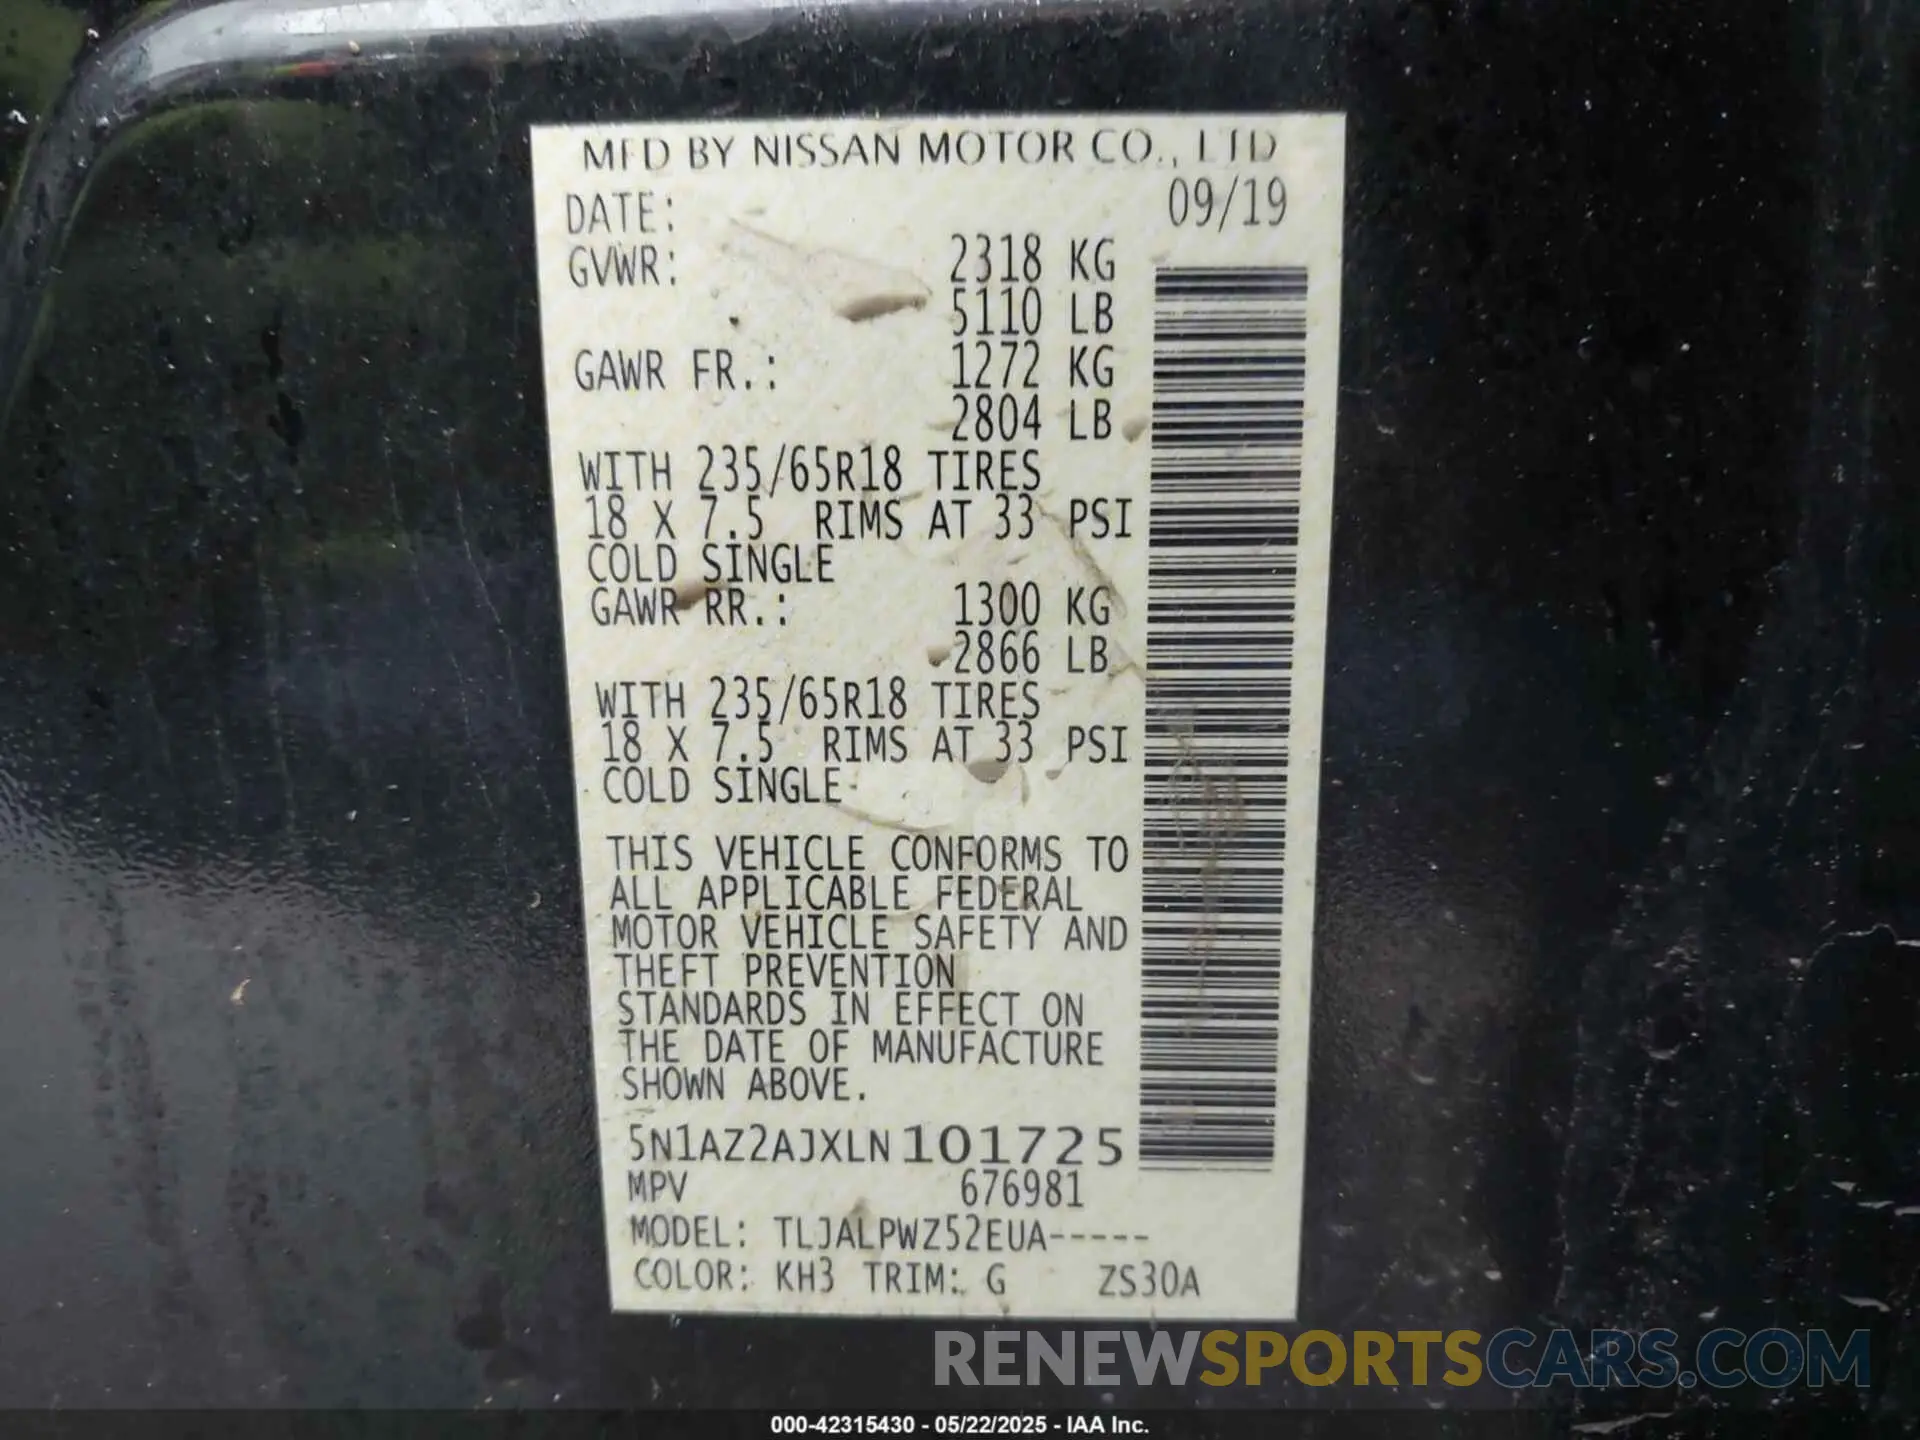 MFD BY NISSAN MOTOR CO., LTD
DATE: 09/19
GVWR: 2318 KG
5110 LB
GAWR FR.: 1272 KG
2804 LB
WITH 235/65R18 TIRES
18 X 7.5 RIMS AT 33 PSI
COLD SINGLE
GAWR RR.: 1300 KG
2866 LB
WITH 235/65R18 TIRES
18 X 7.5 RIMS AT 33 PSI
COLD SINGLE
THIS VEHICLE CONFORMS TO
ALL APPLICABLE FEDERAL
MOTOR VEHICLE SAFETY AND
THEFT PREVENTION
STANDARDS IN EFFECT ON
THE DATE OF MANUFACTURE
SHOWN ABOVE.
5N1AZ2AJXLN101725
MPV 676981
MODEL: TLJALPWZ52EUA-----
COLOR: KH3 TRIM: G ZS30A
RENEWSPORTSCARS.COM
000-42315430 - 05/22/2025 - IAA Inc.